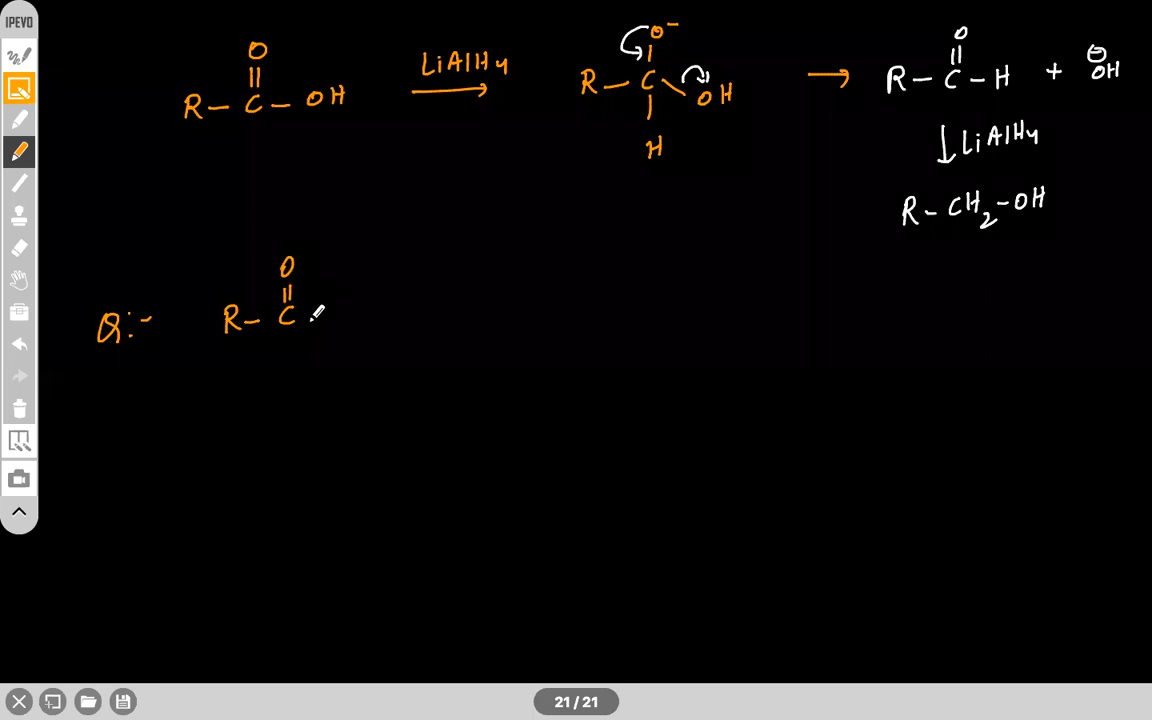 IPEVO
O
||
R - C - OH
LiAlH4
O-
|
R - C - OH
|
H
→
O
||
R - C - H + ⊖OH
↓ LiAlH4
R - CH2 - OH
O
||
Q:- R - C
21 / 21